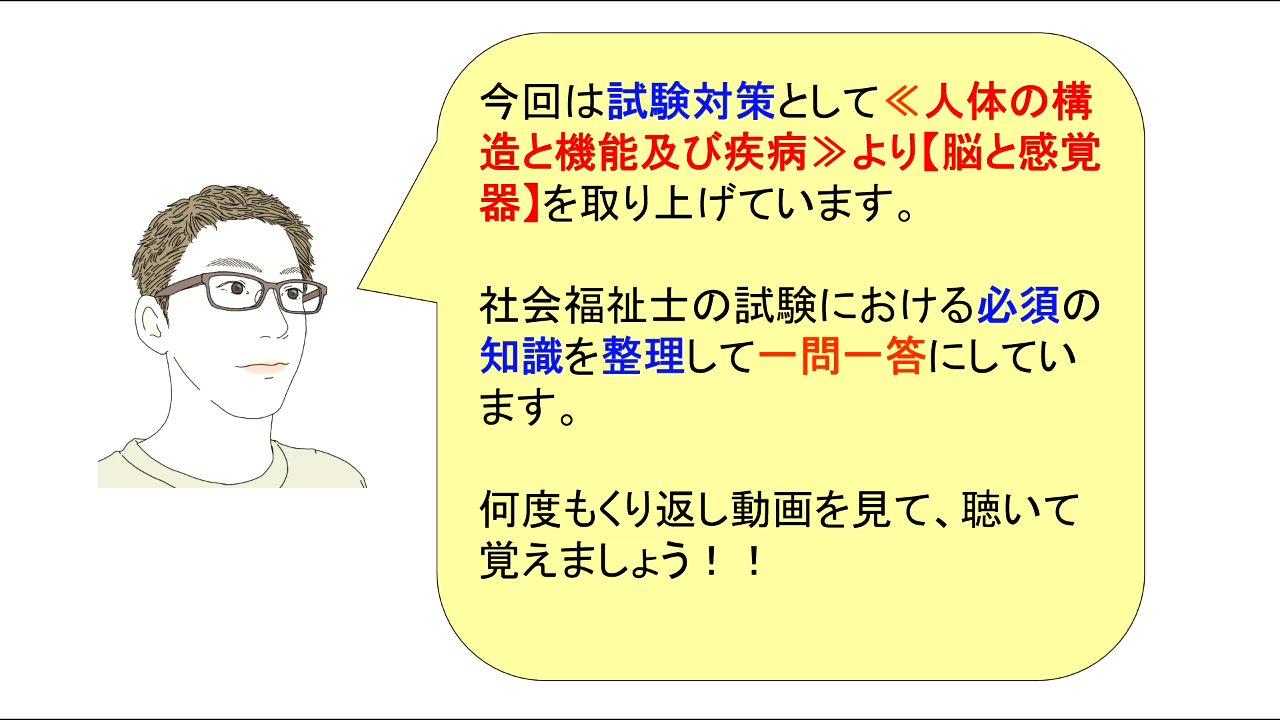 今回は試験対策として≪人体の構
造と機能及び疾病≫より【脳と感覚
器】を取り上げています。
社会福祉士の試験における必須の
知識を整理して一問一答にしてい
ます。
何度もくり返し動画を見て、聴いて
覚えましょう！！